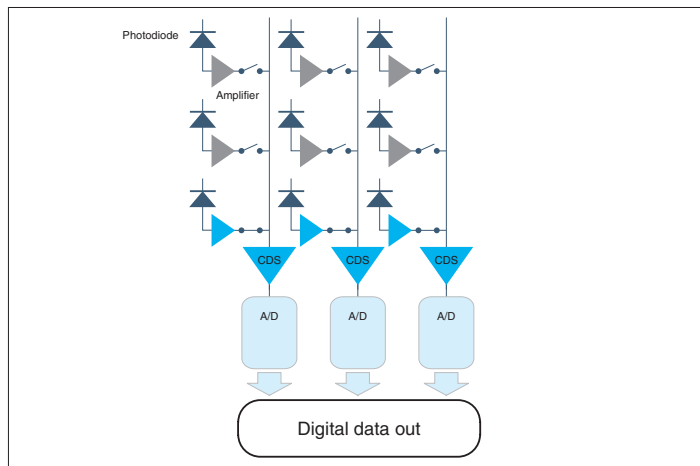 Photodiode
Amplifier
CDS CDS CDS
A/D A/D A/D
Digital data out